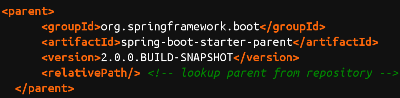 <parent>
<groupId>org.springframework.boot</groupId>
<artifactId>spring-boot-starter-parent</artifactId>
<version>2.0.0.BUILD-SNAPSHOT</version>
<relativePath/> <!-- lookup parent from repository -->
</parent>